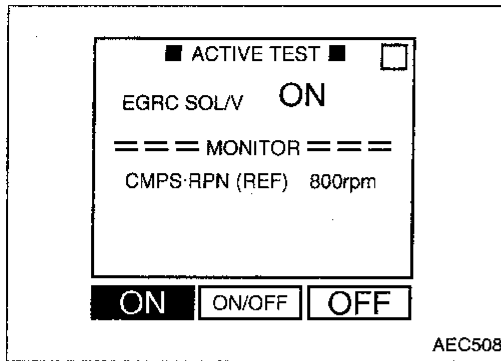 ■ ACTIVE TEST ■
EGRC SOL/V ON
=== MONITOR ===
CMPS·RPN (REF) 800rpm
ON ON/OFF OFF
AEC508